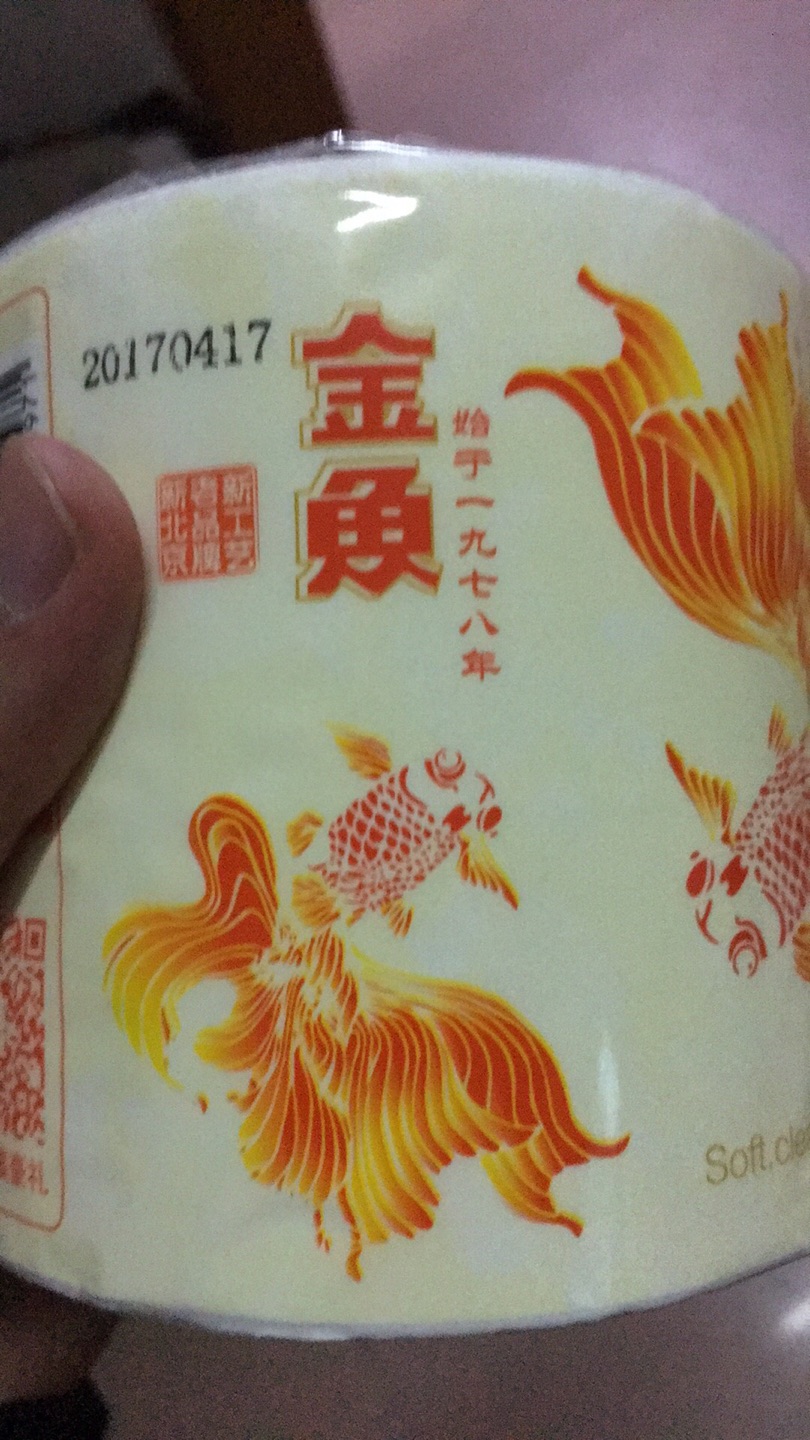 20170417
金魚
始于一九七八年
新工艺
老品牌
新北京
Soft.cle